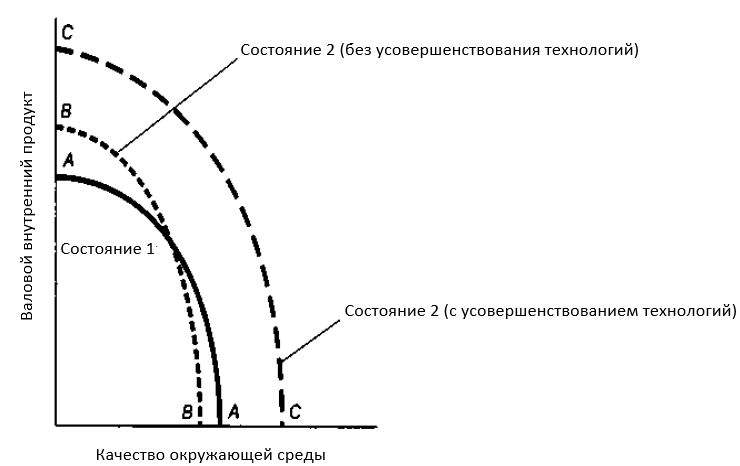 C
Состояние 2 (без усовершенствования технологий)
B
A
Валовой внутренний продукт
Состояние 1
Состояние 2 (с усовершенствованием технологий)
B A C
Качество окружающей среды